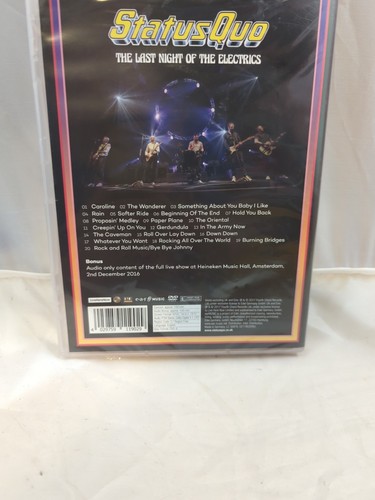 StatusQuo
THE LAST NIGHT OF THE ELECTRICS
01 Caroline 02 The Wanderer 03 Something About You Baby I Like
04 Rain 05 Softer Ride 06 Beginning Of The End 07 Hold You Back
08 Proposin' Medley 09 Paper Plane 10 The Oriental
11 Creepin' Up On You 12 Gerdundula 13 In The Army Now
14 The Caveman 15 Roll Over Lay Down 16 Down Down
17 Whatever You Want 18 Rocking All Over The World 19 Burning Bridges
20 Rock and Roll Music/Bye Bye Johnny
Bonus
Audio only content of the full live show at Heineken Music Hall, Amsterdam,
2nd December 2016
DVD